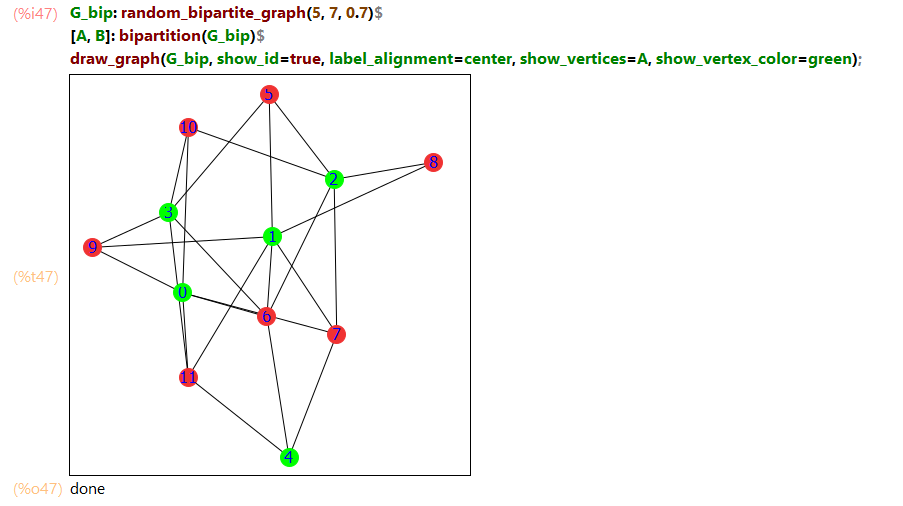 (%i47) G_bip: random_bipartite_graph(5, 7, 0.7)$
[A, B]: bipartition(G_bip)$
draw_graph(G_bip, show_id=true, label_alignment=center, show_vertices=A, show_vertex_color=green);
5
10
8
2
3
1
9
(%t47)
0
6
7
11
4
(%o47) done